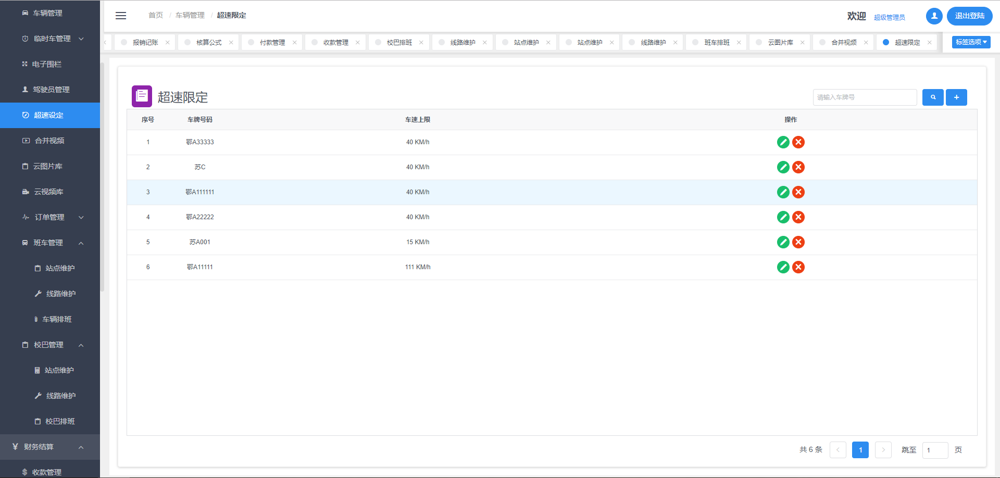 车辆管理
临时车管理
电子围栏
驾驶员管理
超速设定
合并视频
云图片库
云视频库
订单管理
班车管理
站点维护
线路维护
车辆排班
校巴管理
站点维护
线路维护
校巴排班
¥ 财务结算
$ 收款管理
首页 / 车辆管理 / 超速限定
欢迎 超级管理员 退出登陆
报销记账 核算公式 付款管理 收款管理 校巴排班 线路维护 站点维护 站点维护 线路维护 班车排班 云图片库 合并视频 超速限定 标签选项
超速限定
请输入车牌号
序号 车牌号码 车速上限 操作
1 鄂A33333 40 KM/h
2 苏C 40 KM/h
3 鄂A111111 40 KM/h
4 鄂A22222 40 KM/h
5 苏A001 15 KM/h
6 鄂A11111 111 KM/h
共 6 条 < 1 > 跳至 1 页